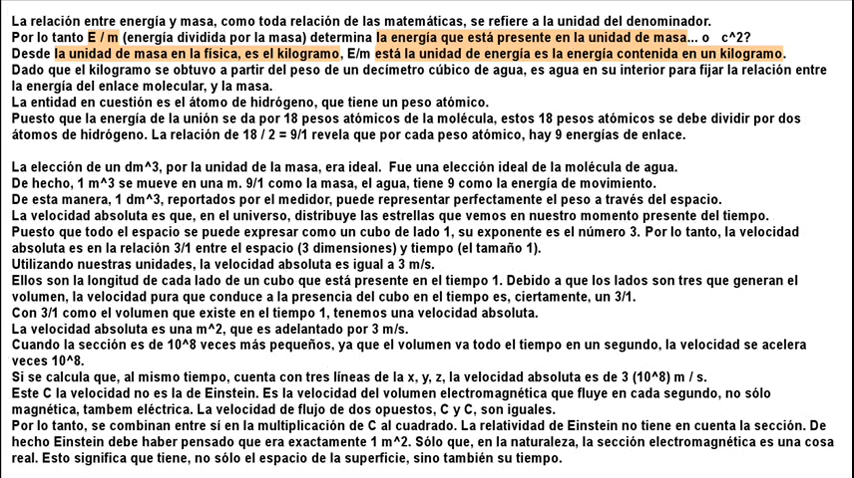 La relación entre energía y masa, como toda relación de las matemáticas, se refiere a la unidad del denominador.
Por lo tanto E / m (energía dividida por la masa) determina la energía que está presente en la unidad de masa... o c^2?
Desde la unidad de masa en la física, es el kilogramo, E/m está la unidad de energía es la energía contenida en un kilogramo.
Dado que el kilogramo se obtuvo a partir del peso de un decímetro cúbico de agua, es agua en su interior para fijar la relación entre
la energía del enlace molecular, y la masa.
La entidad en cuestión es el átomo de hidrógeno, que tiene un peso atómico.
Puesto que la energía de la unión se da por 18 pesos atómicos de la molécula, estos 18 pesos atómicos se debe dividir por dos
átomos de hidrógeno. La relación de 18 / 2 = 9/1 revela que por cada peso atómico, hay 9 energías de enlace.
La elección de un dm^3, por la unidad de la masa, era ideal. Fue una elección ideal de la molécula de agua.
De hecho, 1 m^3 se mueve en una m. 9/1 como la masa, el agua, tiene 9 como la energía de movimiento.
De esta manera, 1 dm^3, reportados por el medidor, puede representar perfectamente el peso a través del espacio.
La velocidad absoluta es que, en el universo, distribuye las estrellas que vemos en nuestro momento presente del tiempo.
Puesto que todo el espacio se puede expresar como un cubo de lado 1, su exponente es el número 3. Por lo tanto, la velocidad
absoluta es en la relación 3/1 entre el espacio (3 dimensiones) y tiempo (el tamaño 1).
Utilizando nuestras unidades, la velocidad absoluta es igual a 3 m/s.
Ellos son la longitud de cada lado de un cubo que está presente en el tiempo 1. Debido a que los lados son tres que generan el
volumen, la velocidad pura que conduce a la presencia del cubo en el tiempo es, ciertamente, un 3/1.
Con 3/1 como el volumen que existe en el tiempo 1, tenemos una velocidad absoluta.
La velocidad absoluta es una m^2, que es adelantado por 3 m/s.
Cuando la sección es de 10^8 veces más pequeños, ya que el volumen va todo el tiempo en un segundo, la velocidad se acelera
veces 10^8.
Si se calcula que, al mismo tiempo, cuenta con tres líneas de la x, y, z, la velocidad absoluta es de 3 (10^8) m / s.
Este C la velocidad no es la de Einstein. Es la velocidad del volumen electromagnética que fluye en cada segundo, no sólo
magnética, tambem eléctrica. La velocidad de flujo de dos opuestos, C y C, son iguales.
Por lo tanto, se combinan entre sí en la multiplicación de C al cuadrado. La relatividad de Einstein no tiene en cuenta la sección. De
hecho Einstein debe haber pensado que era exactamente 1 m^2. Sólo que, en la naturaleza, la sección electromagnética es una cosa
real. Esto significa que tiene, no sólo el espacio de la superficie, sino también su tiempo.